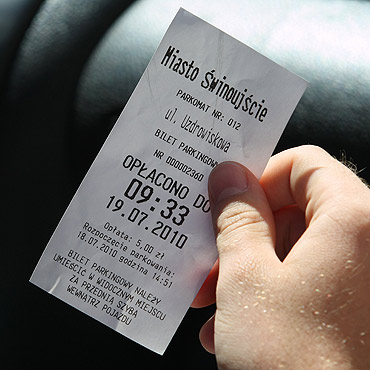 Miasto Świnoujście
PARKOMAT NR: 012
ul. Uzdrowiskowa
BILET PARKINGOWY
NR 000002360
OPŁACONO DO
09:33
19.07.2010
Opłata: 5,00 zł
Rozpoczęcie parkowania:
18.07.2010 godzina 14:51
BILET PARKINGOWY NALEŻY
UMIEŚCIĆ W WIDOCZNYM MIEJSCU
ZA PRZEDNIĄ SZYBĄ
WEWNĄTRZ POJAZDU